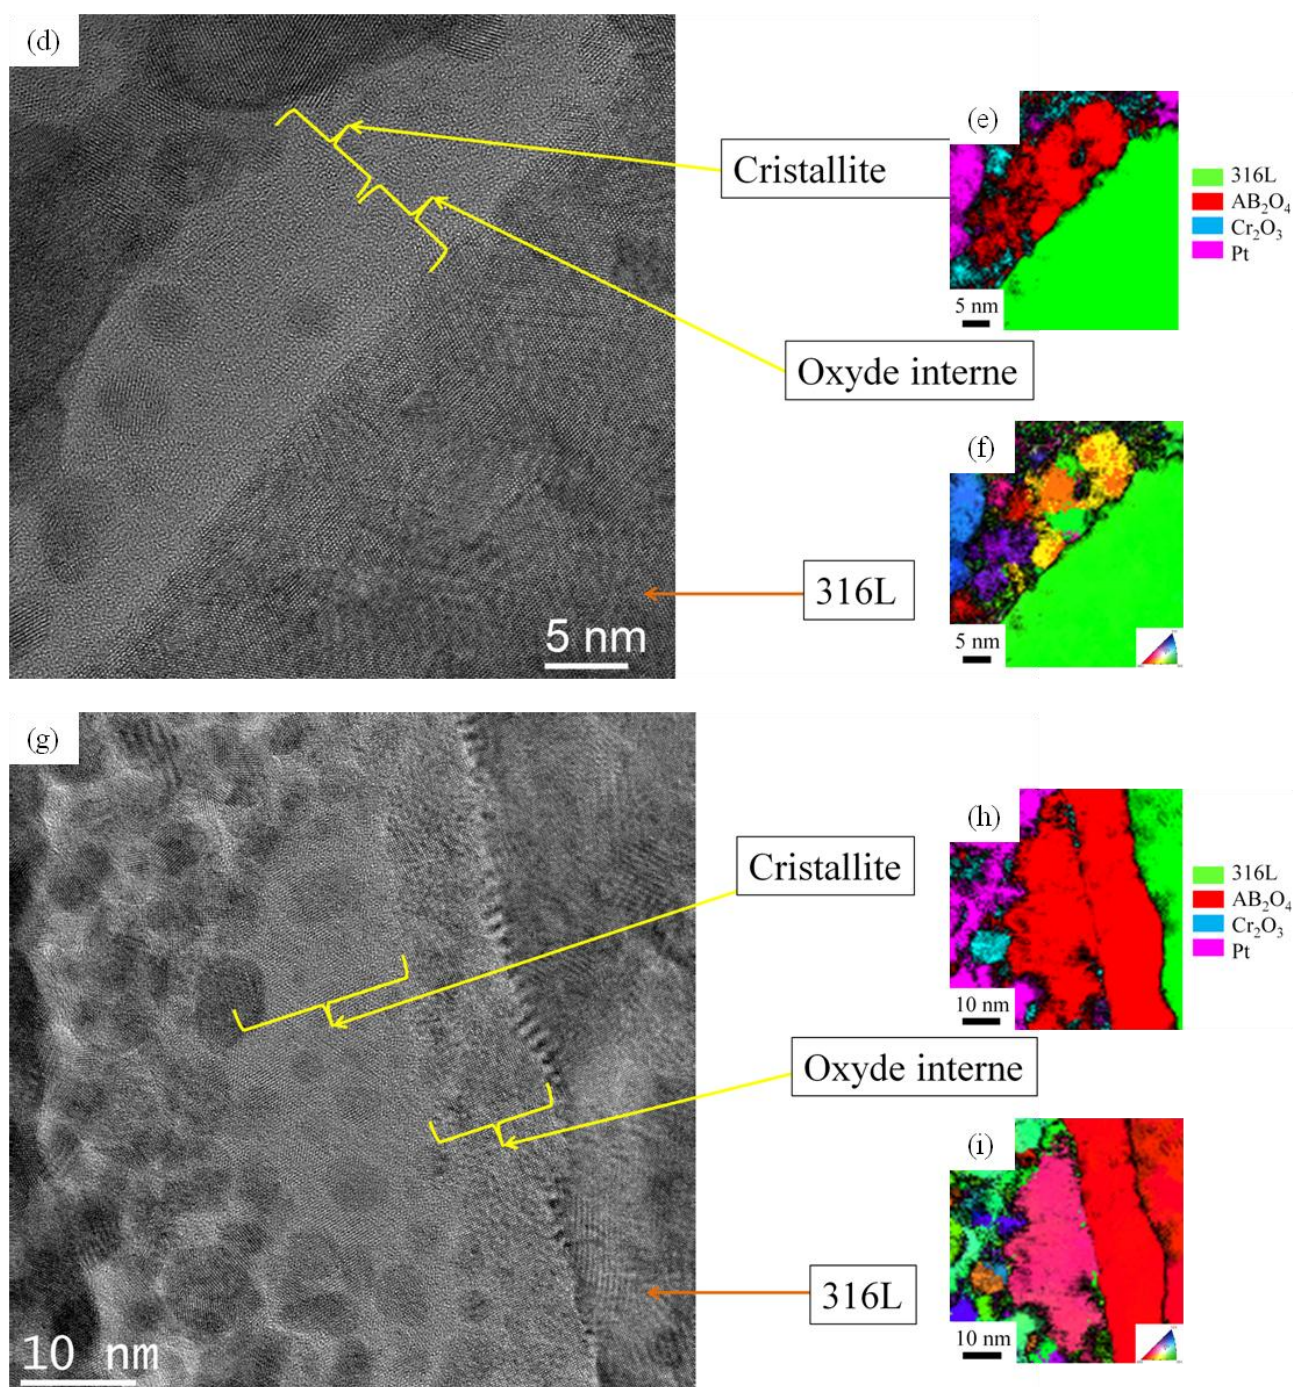 (d)
Cristallite
Oxyde interne
316L
5 nm
(e)
5 nm
316L
AB₂O₄
Cr₂O₃
Pt
(f)
5 nm
(g)
Cristallite
Oxyde interne
316L
10 nm
(h)
10 nm
316L
AB₂O₄
Cr₂O₃
Pt
(i)
10 nm